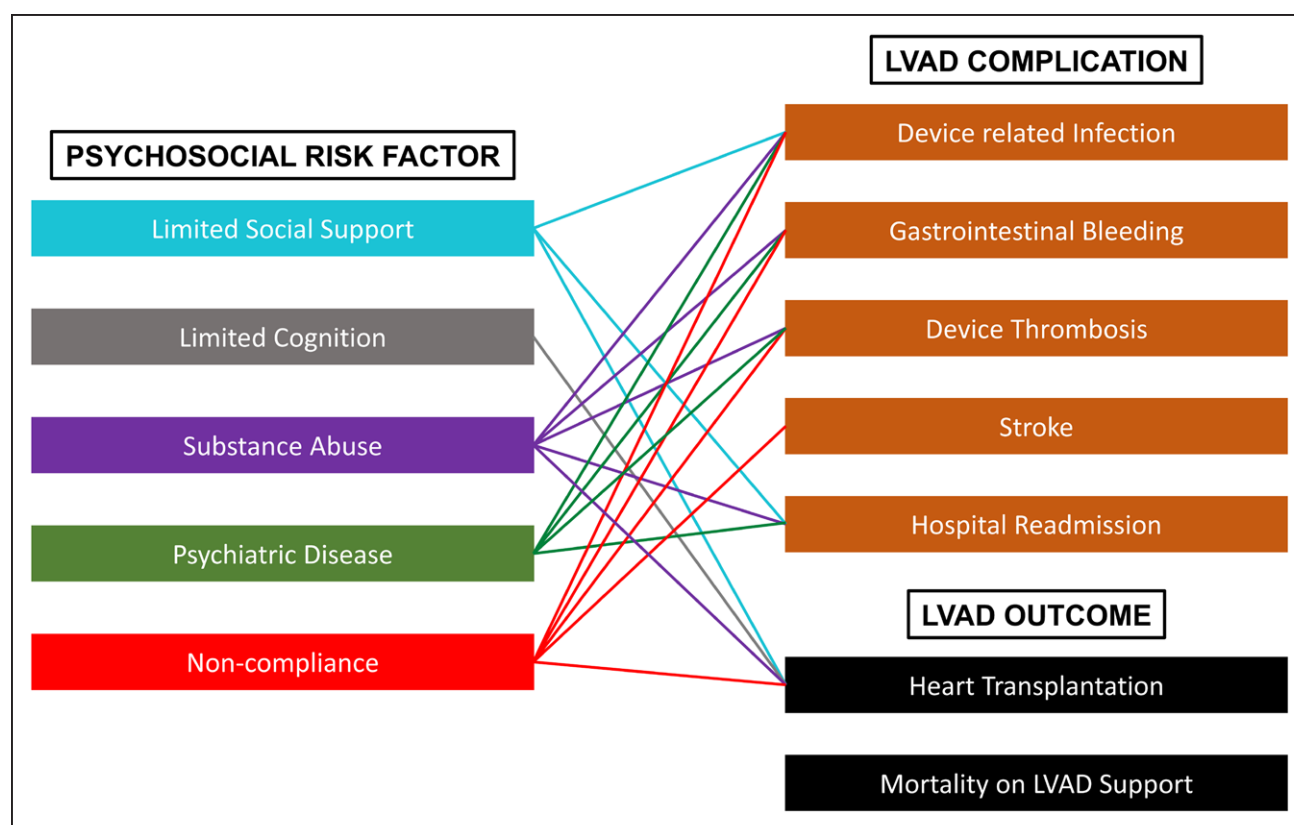 PSYCHOSOCIAL RISK FACTOR
Limited Social Support
Limited Cognition
Substance Abuse
Psychiatric Disease
Non-compliance
LVAD COMPLICATION
Device related Infection
Gastrointestinal Bleeding
Device Thrombosis
Stroke
Hospital Readmission
LVAD OUTCOME
Heart Transplantation
Mortality on LVAD Support